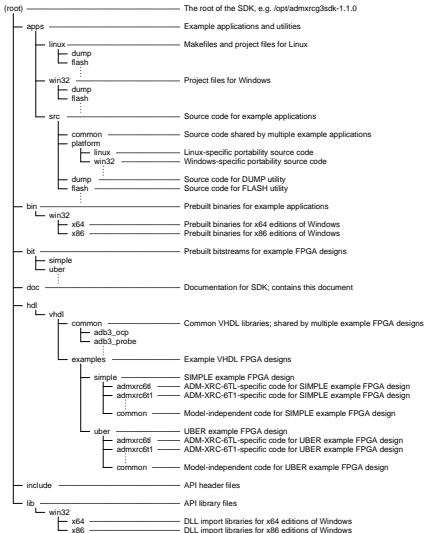 (root) The root of the SDK, e.g. /opt/admxrcg3sdk-1.1.0
apps Example applications and utilities
linux Makefiles and project files for Linux
dump
flash
win32 Project files for Windows
dump
flash
src Source code for example applications
common Source code shared by multiple example applications
platform
linux Linux-specific portability source code
win32 Windows-specific portability source code
dump Source code for DUMP utility
flash Source code for FLASH utility
bin Prebuilt binaries for example applications
win32
x64 Prebuilt binaries for x64 editions of Windows
x86 Prebuilt binaries for x86 editions of Windows
bit Prebuilt bitstreams for example FPGA designs
simple
uber
doc Documentation for SDK; contains this document
hdl
vhdl
common Common VHDL libraries; shared by multiple example FPGA designs
adb3_ocp
adb3_probe
examples Example VHDL FPGA designs
simple SIMPLE example FPGA design
admxrc6tl ADM-XRC-6TL-specific code for SIMPLE example FPGA design
admxrc6t1 ADM-XRC-6T1-specific code for SIMPLE example FPGA design
common Model-independent code for SIMPLE example FPGA design
uber UBER example FPGA design
admxrc6tl ADM-XRC-6TL-specific code for UBER example FPGA design
admxrc6t1 ADM-XRC-6T1-specific code for UBER example FPGA design
common Model-independent code for UBER example FPGA design
include API header files
lib API library files
win32
x64 DLL import libraries for x64 editions of Windows
x86 DLL import libraries for x86 editions of Windows